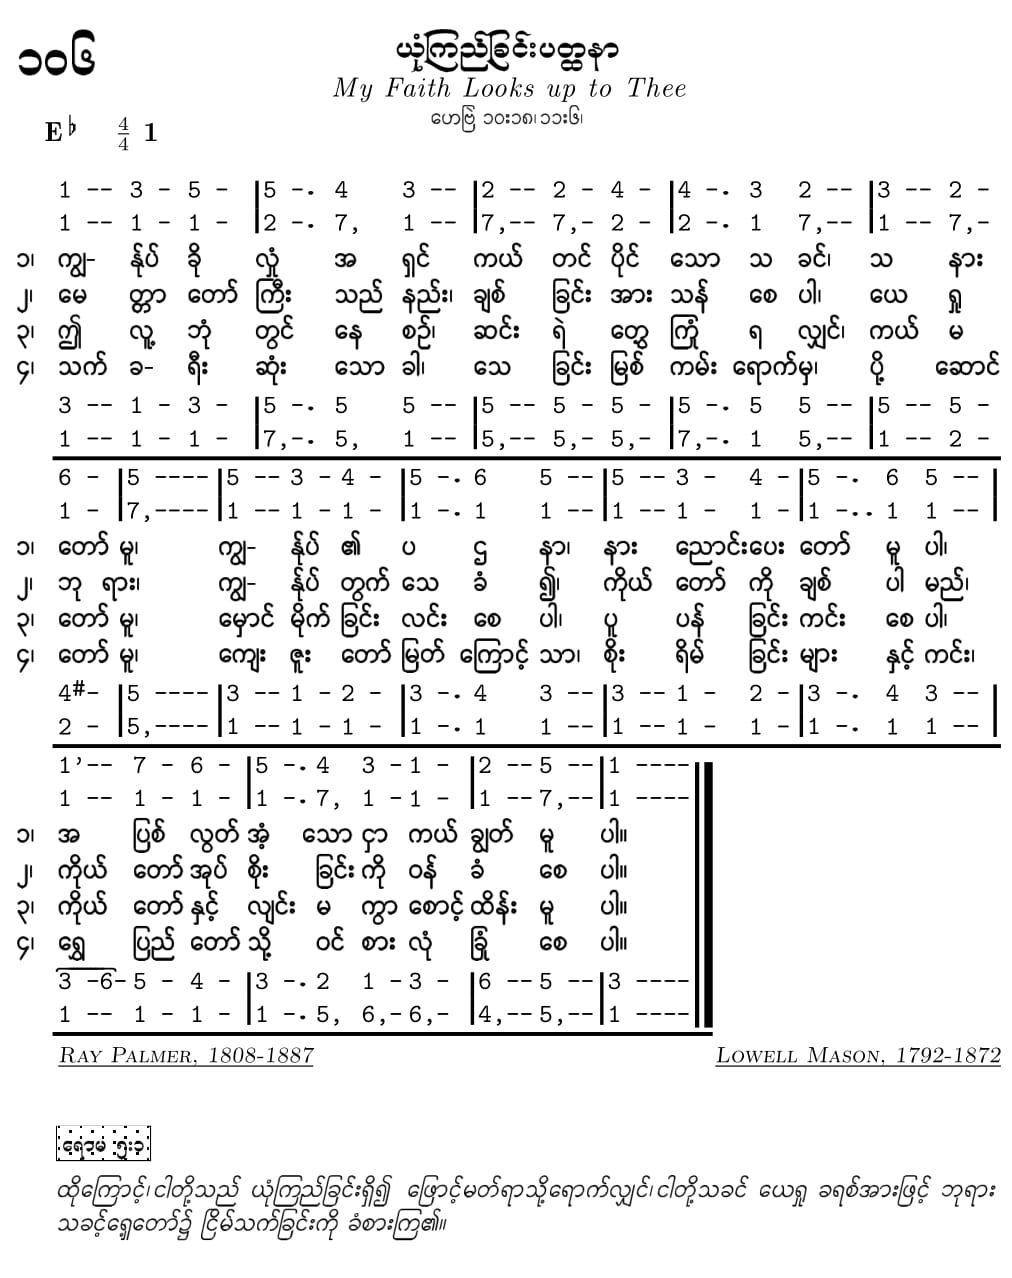 ၁၀၆
ယုံကြည်ခြင်းပတ္ထနာ
My Faith Looks up to Thee
ဟေဗြဲ ၁၀း၁၈၊ ၁၁း၆၊
E♭ 4/4 1
1 -- 3 - 5 - |5 -. 4 3 -- |2 -- 2 - 4 - |4 -. 3 2 -- |3 -- 2 -
1 -- 1 - 1 - |2 -. 7, 1 -- |7,-- 7,- 2 - |2 -. 1 7,-- |1 -- 7,-
၁၊ ကျွ- န်ုပ် ခို လှုံ အ ရှင် ကယ် တင် ပိုင် သော သ ခင်၊ သ နား
၂၊ မေ တ္တာ တော် ကြီး သည် နည်း၊ ချစ် ခြင်း အား သန် စေ ပါ၊ ယေ ရှု
၃၊ ဤ လူ့ ဘုံ တွင် နေ စဉ်၊ ဆင်း ရဲ တွေ့ ကြုံ ရ လျှင်၊ ကယ် မ
၄၊ သက် ခ- ရီး ဆုံး သော ခါ၊ သေ ခြင်း မြစ် ကမ်း ရောက်မှ၊ ပို့ ဆောင်
3 -- 1 - 3 - |5 -. 5 5 -- |5 -- 5 - 5 - |5 -. 5 5 -- |5 -- 5 -
1 -- 1 - 1 - |7,-. 5, 1 -- |5,-- 5,- 5,- |7,-. 1 5,-- |1 -- 2 -
6 - |5 ---- |5 -- 3 - 4 - |5 -. 6 5 -- |5 -- 3 - 4 - |5 -. 6 5 -- |
1 - |7,---- |1 -- 1 - 1 - |1 -. 1 1 -- |1 -- 1 - 1 - |1 -.. 1 1 -- |
၁၊ တော် မူ၊ ကျွ- န်ုပ် ၏ ပ ဌ နာ၊ နား ညောင်းပေး တော် မူ ပါ၊
၂၊ ဘု ရား၊ ကျွ- န်ုပ် တွက် သေ ခံ ၍၊ ကိုယ် တော် ကို ချစ် ပါ မည်၊
၃၊ တော် မူ၊ မှောင် မိုက် ခြင်း လင်း စေ ပါ၊ ပူ ပန် ခြင်း ကင်း စေ ပါ၊
၄၊ တော် မူ၊ ကျေး ဇူး တော် မြတ် ကြောင့် သာ၊ စိုး ရိမ် ခြင်း များ နှင့် ကင်း၊
4#- |5 ---- |3 -- 1 - 2 - |3 -. 4 3 -- |3 -- 1 - 2 - |3 -. 4 3 -- |
2 - |5,---- |1 -- 1 - 1 - |1 -. 1 1 -- |1 -- 1 - 1 - |1 -. 1 1 -- |
1’-- 7 - 6 - |5 -. 4 3 - 1 - |2 -- 5 -- |1 ----
1 -- 1 - 1 - |1 -. 7, 1 - 1 - |1 -- 7,-- |1 ----
၁၊ အ ပြစ် လွတ် အံ့ သော ငှာ ကယ် ချွတ် မူ ပါ။
၂၊ ကိုယ် တော် အုပ် စိုး ခြင်း ကို ဝန် ခံ စေ ပါ။
၃၊ ကိုယ် တော် နှင့် လျင်း မ ကွာ စောင့် ထိန်း မူ ပါ။
၄၊ ရွှေ ပြည် တော် သို့ ဝင် စား လုံ ခြုံ စေ ပါ။
3 -6- 5 - 4 - |3 -. 2 1 - 3 - |6 -- 5 -- |3 ----
1 -- 1 - 1 - |1 -. 5, 6,- 6,- |4,-- 5,-- |1 ----
RAY PALMER, 1808-1887 LOWELL MASON, 1792-1872
ရောမ ၅း၁
ထိုကြောင့်၊ ငါတို့သည် ယုံကြည်ခြင်းရှိ၍ ဖြောင့်မတ်ရာသို့ရောက်လျှင်၊ ငါတို့သခင် ယေရှု ခရစ်အားဖြင့် ဘုရား
သခင့်ရှေ့တော်၌ ငြိမ်သက်ခြင်းကို ခံစားကြ၏။